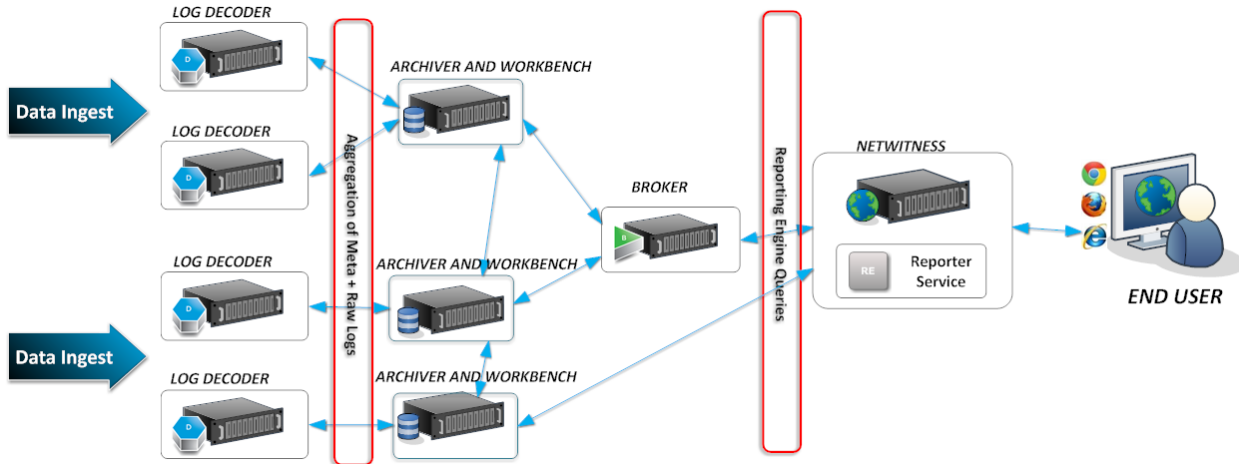 LOG DECODER
D
Data Ingest
LOG DECODER
D
LOG DECODER
D
Data Ingest
LOG DECODER
D
Aggregation of Meta + Raw Logs
ARCHIVER AND WORKBENCH
ARCHIVER AND WORKBENCH
ARCHIVER AND WORKBENCH
BROKER
B
Reporting Engine Queries
NETWITNESS
RE
Reporter
Service
END USER